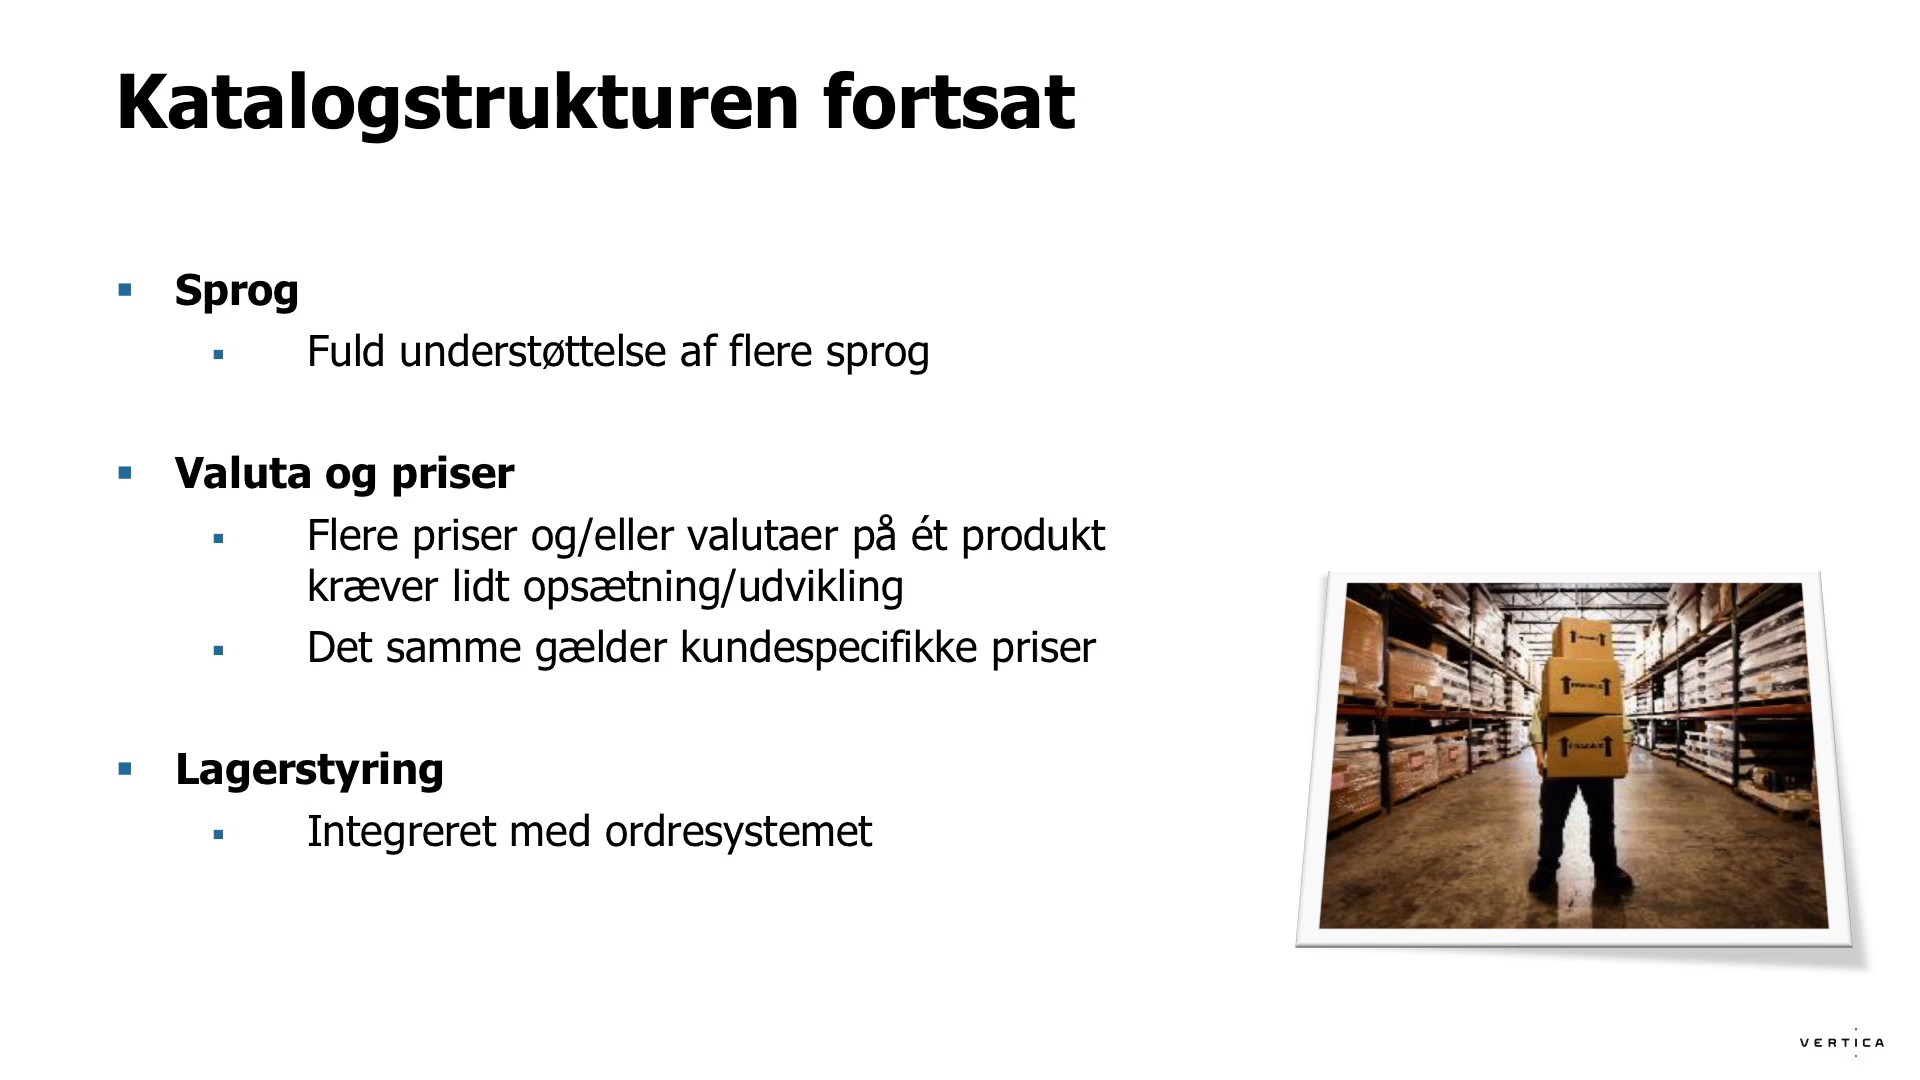 Katalogstrukturen fortsat
▪ Sprog
▪ Fuld understøttelse af flere sprog
▪ Valuta og priser
▪ Flere priser og/eller valutaer på ét produkt
kræver lidt opsætning/udvikling
▪ Det samme gælder kundespecifikke priser
▪ Lagerstyring
▪ Integreret med ordresystemet
VERTICA